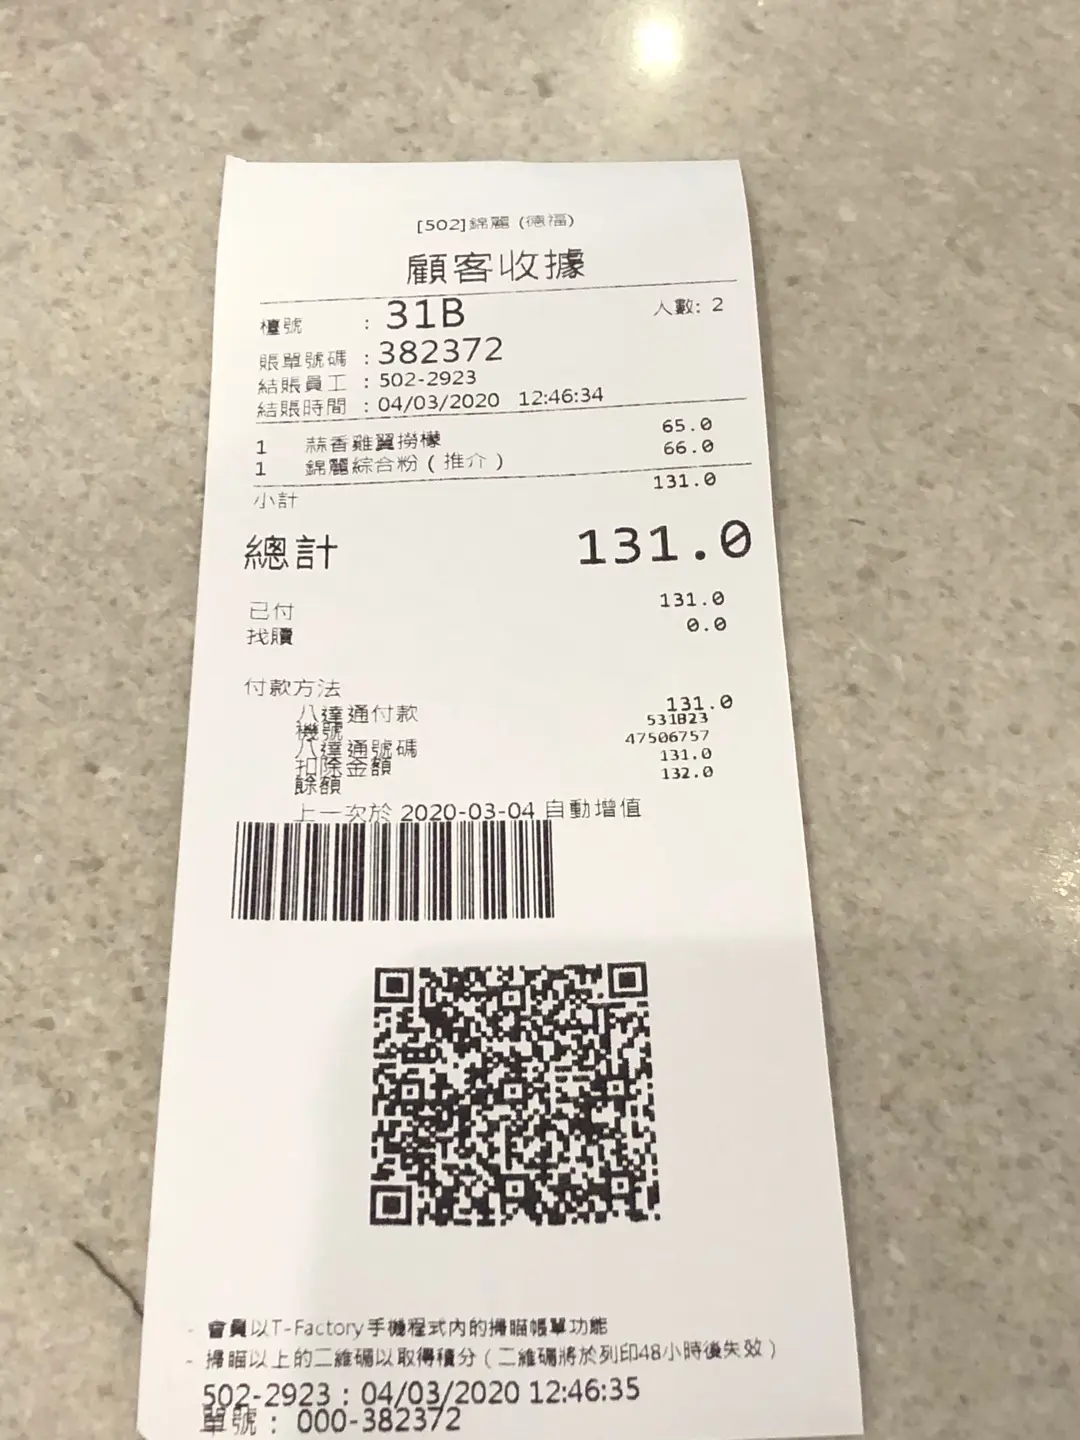 [502]錦麗 (德福)
顧客收據
檯號 : 31B 人數: 2
賬單號碼 : 382372
結賬員工 : 502-2923
結賬時間 : 04/03/2020 12:46:34
1 蒜香雞翼撈檬 65.0
1 錦麗綜合粉 ( 推介 ) 66.0
小計 131.0
總計 131.0
已付 131.0
找贖 0.0
付款方法
八達通付款 131.0
機號 531823
八達通號碼 47506757
扣除金額 131.0
餘額 132.0
上一次於 2020-03-04 自動增值
- 會員以T-Factory手機程式內的掃瞄帳單功能
- 掃瞄以上的二維碼以取得積分 ( 二維碼將於列印48小時後失效 )
502-2923 : 04/03/2020 12:46:35
單號 : 000-382372